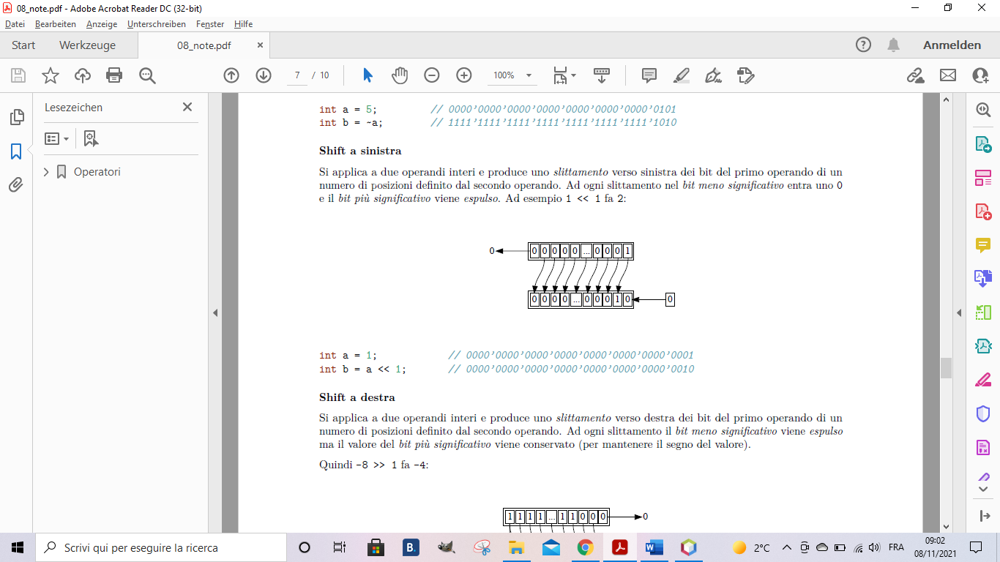 08_note.pdf - Adobe Acrobat Reader DC (32-bit)
Datei Bearbeiten Anzeige Unterschreiben Fenster Hilfe
Start Werkzeuge 08_note.pdf × Anmelden
7 / 10 100%
Lesezeichen
Operatori
int a = 5; // 0000’0000’0000’0000’0000’0000’0000’0101
int b = ~a; // 1111’1111’1111’1111’1111’1111’1111’1010
Shift a sinistra
Si applica a due operandi interi e produce uno slittamento verso sinistra dei bit del primo operando di un
numero di posizioni definito dal secondo operando. Ad ogni slittamento nel bit meno significativo entra uno 0
e il bit più significativo viene espulso. Ad esempio 1 << 1 fa 2:
0 0 0 0 0 0 ... 0 0 0 1
0 0 0 0 ... 0 0 0 1 0 0
int a = 1; // 0000’0000’0000’0000’0000’0000’0000’0001
int b = a << 1; // 0000’0000’0000’0000’0000’0000’0000’0010
Shift a destra
Si applica a due operandi interi e produce uno slittamento verso destra dei bit del primo operando di un
numero di posizioni definito dal secondo operando. Ad ogni slittamento il bit meno significativo viene espulso
ma il valore del bit più significativo viene conservato (per mantenere il segno del valore).
Quindi -8 >> 1 fa -4:
1 1 1 1 ... 1 1 0 0 0 0
Scrivi qui per eseguire la ricerca
B.
2°C
FRA
09:02
08/11/2021